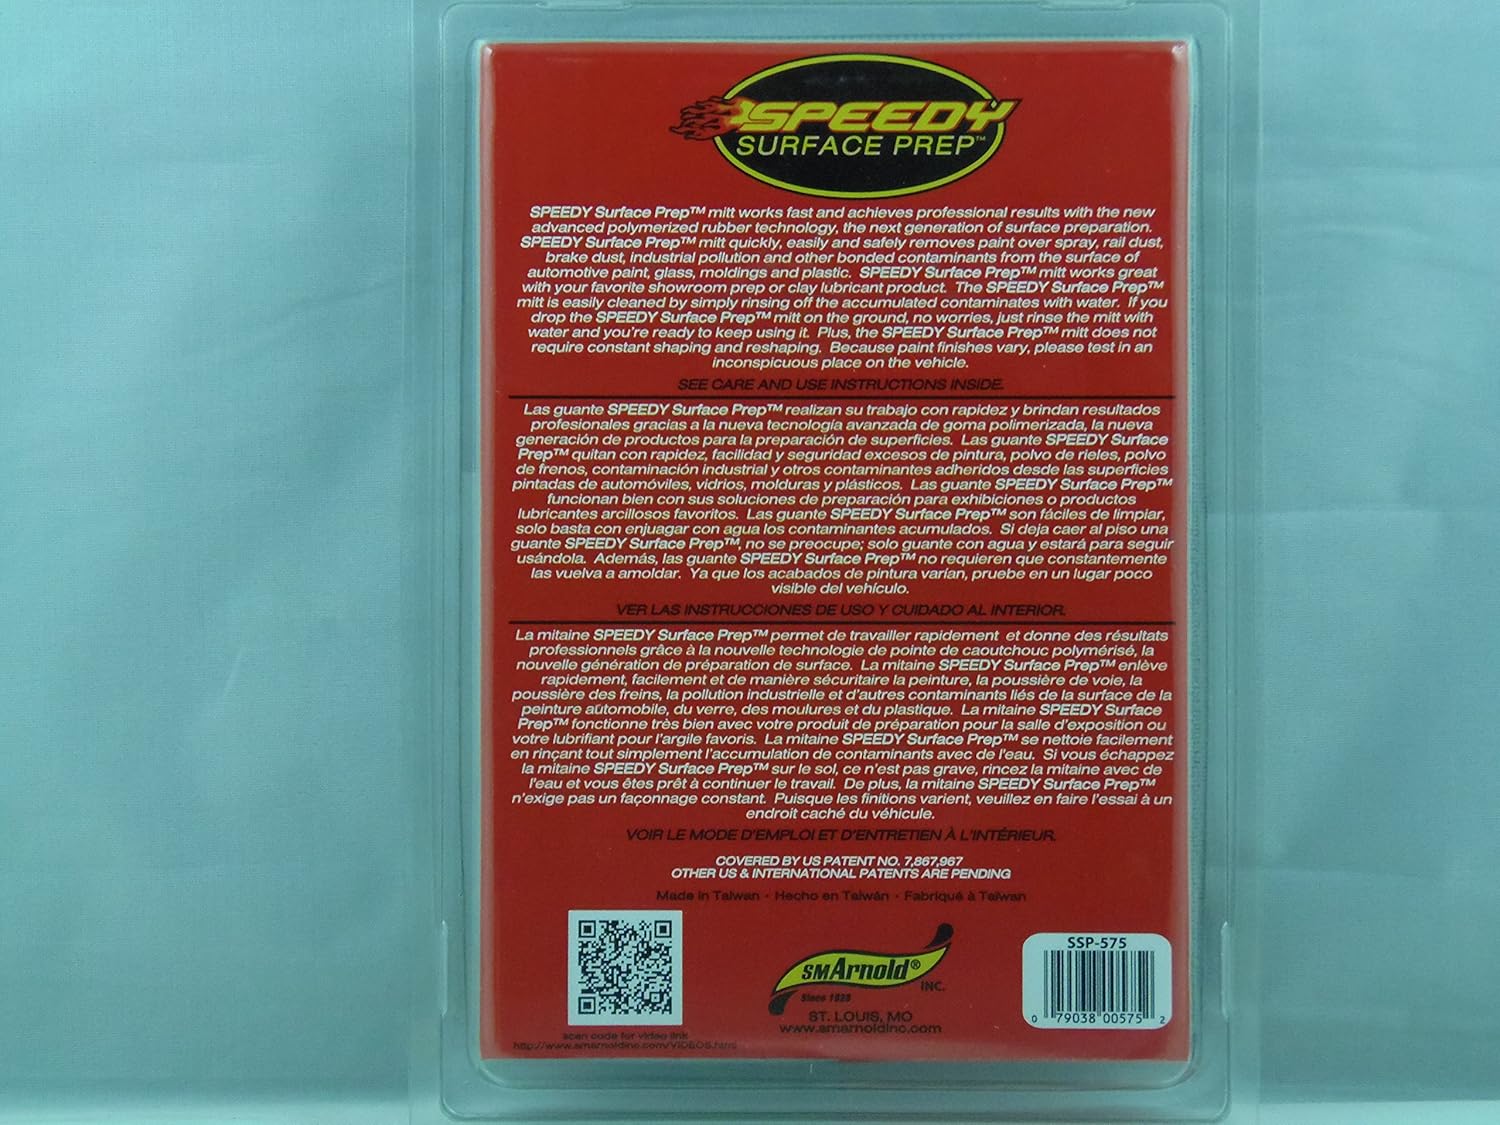 SPEEDY
SURFACE PREP™
SPEEDY Surface Prep™ mitt works fast and achieves professional results with the new
advanced polymerized rubber technology, the next generation of surface preparation.
SPEEDY Surface Prep™ mitt quickly, easily and safely removes paint over spray, rail dust,
brake dust, industrial pollution and other bonded contaminants from the surface of
automotive paint, glass, moldings and plastic. SPEEDY Surface Prep™ mitt works great
with your favorite showroom prep or clay lubricant product. The SPEEDY Surface Prep™
mitt is easily cleaned by simply rinsing off the accumulated contaminates with water. If you
drop the SPEEDY Surface Prep™ mitt on the ground, no worries, just rinse the mitt with
water and you're ready to keep using it. Plus, the SPEEDY Surface Prep™ mitt does not
require constant shaping and reshaping. Because paint finishes vary, please test in an
inconspicuous place on the vehicle.
SEE CARE AND USE INSTRUCTIONS INSIDE.
Las guante SPEEDY Surface Prep™ realizan su trabajo con rapidez y brindan resultados
profesionales gracias a la nueva tecnología avanzada de goma polimerizada, la nueva
generación de productos para la preparación de superficies. Las guante SPEEDY Surface
Prep™ quitan con rapidez, facilidad y seguridad excesos de pintura, polvo de rieles, polvo
de frenos, contaminación industrial y otros contaminantes adheridos desde las superficies
pintadas de automóviles, vidrios, molduras y plásticos. Las guante SPEEDY Surface Prep™
funcionan bien con sus soluciones de preparación para exhibiciones o productos
lubricantes arcillosos favoritos. Las guante SPEEDY Surface Prep™ son fáciles de limpiar,
solo basta con enjuagar con agua los contaminantes acumulados. Si deja caer al piso una
guante SPEEDY Surface Prep™, no se preocupe; solo guante con agua y estará para seguir
usándola. Además, las guante SPEEDY Surface Prep™ no requieren que constantemente
las vuelva a amoldar. Ya que los acabados de pintura varían, pruebe en un lugar poco
visible del vehículo.
VER LAS INSTRUCCIONES DE USO Y CUIDADO AL INTERIOR.
La mitaine SPEEDY Surface Prep™ permet de travailler rapidement et donne des résultats
professionnels grâce à la nouvelle technologie de pointe de caoutchouc polymérisé, la
nouvelle génération de préparation de surface. La mitaine SPEEDY Surface Prep™ enlève
rapidement, facilement et de manière sécuritaire la peinture, la poussière de voie, la
poussière des freins, la pollution industrielle et d'autres contaminants liés de la surface de la
peinture automobile, du verre, des moulures et du plastique. La mitaine SPEEDY Surface
Prep™ fonctionne très bien avec votre produit de préparation pour la salle d'exposition ou
votre lubrifiant pour l'argile favoris. La mitaine SPEEDY Surface Prep™ se nettoie facilement
en rinçant tout simplement l'accumulation de contaminants avec de l'eau. Si vous échappez
la mitaine SPEEDY Surface Prep™ sur le sol, ce n'est pas grave, rincez la mitaine avec de
l'eau et vous êtes prêt à continuer le travail. De plus, la mitaine SPEEDY Surface Prep™
n'exige pas un façonnage constant. Puisque les finitions varient, veuillez en faire l'essai à un
endroit caché du véhicule.
VOIR LE MODE D'EMPLOI ET D'ENTRETIEN À L'INTÉRIEUR.
COVERED BY US PATENT NO. 7,867,967
OTHER US & INTERNATIONAL PATENTS ARE PENDING
Made in Taiwan · Hecho en Taiwán · Fabriqué à Taïwan
scan code for video link
http://www.smarnoldinc.com/VIDEOS.html
SM Arnold® INC.
Since 1928
ST. LOUIS, MO
www.smarnoldinc.com
SSP-575
0 79038 00575 2